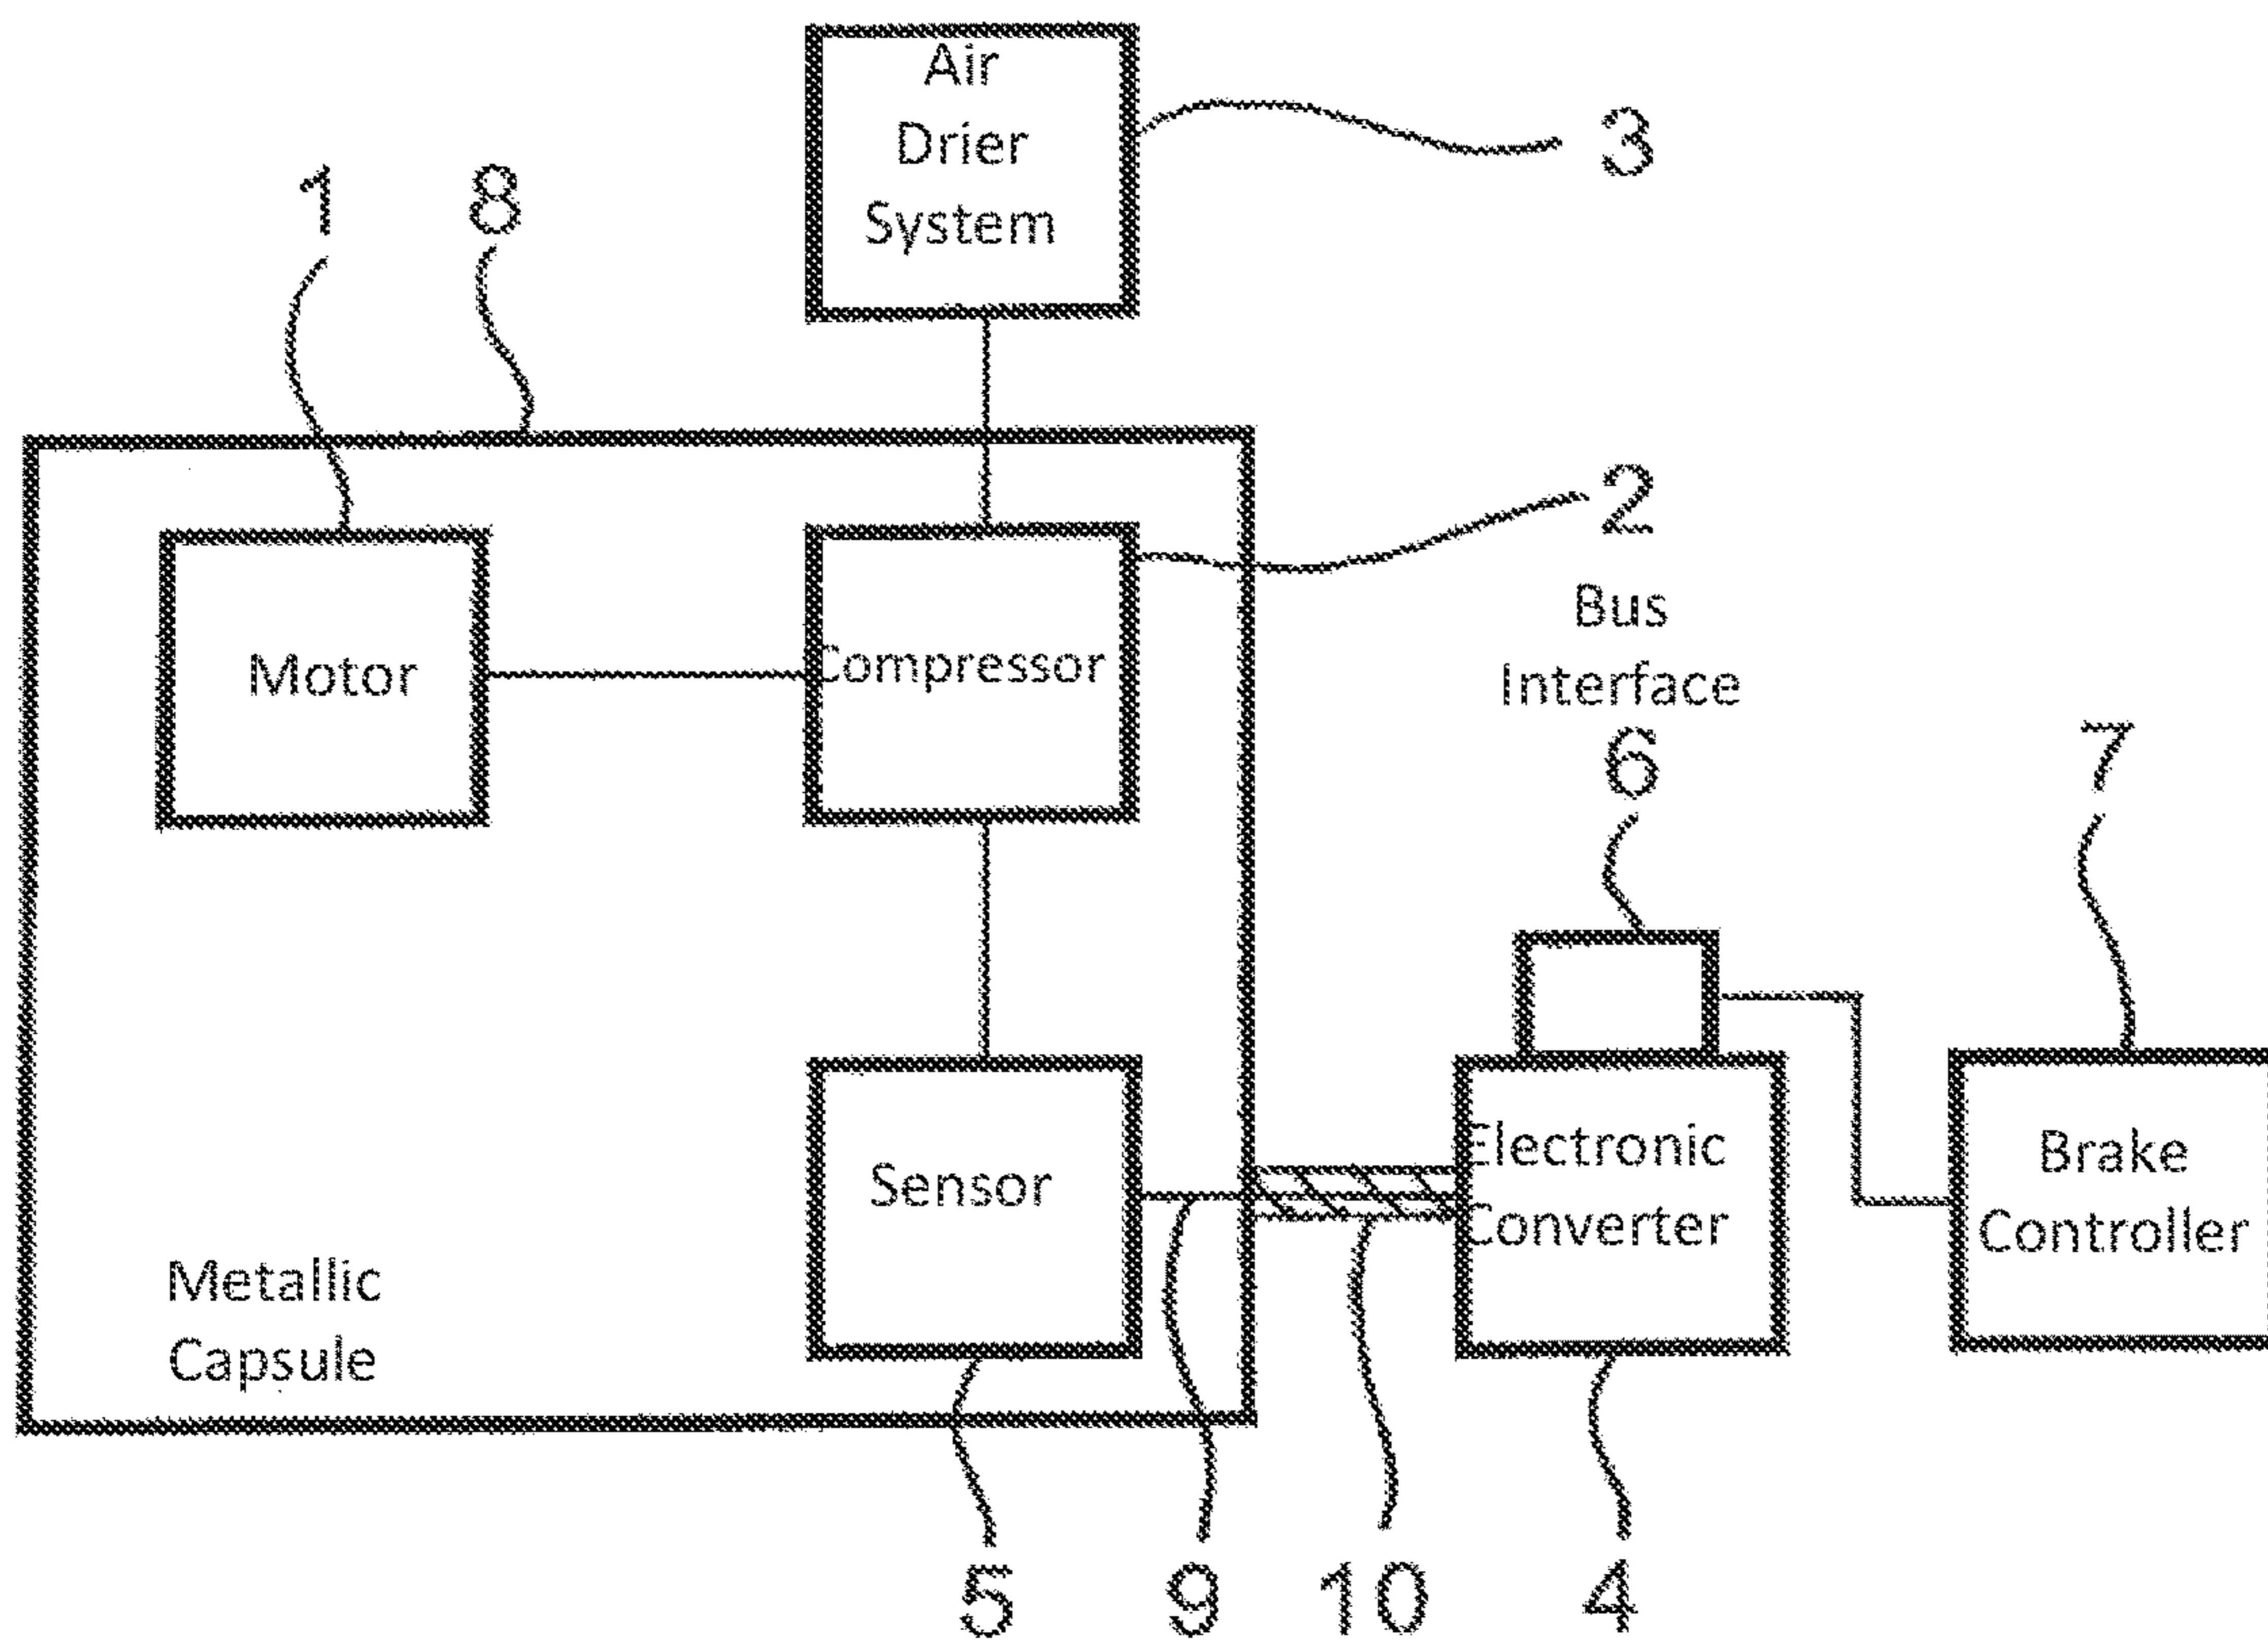 Air
Drier
System
3
1
8
2
Bus
Interface
6
7
Motor
Compressor
Electronic
Converter
Brake
Controller
Sensor
Metallic
Capsule
5
9
10
4